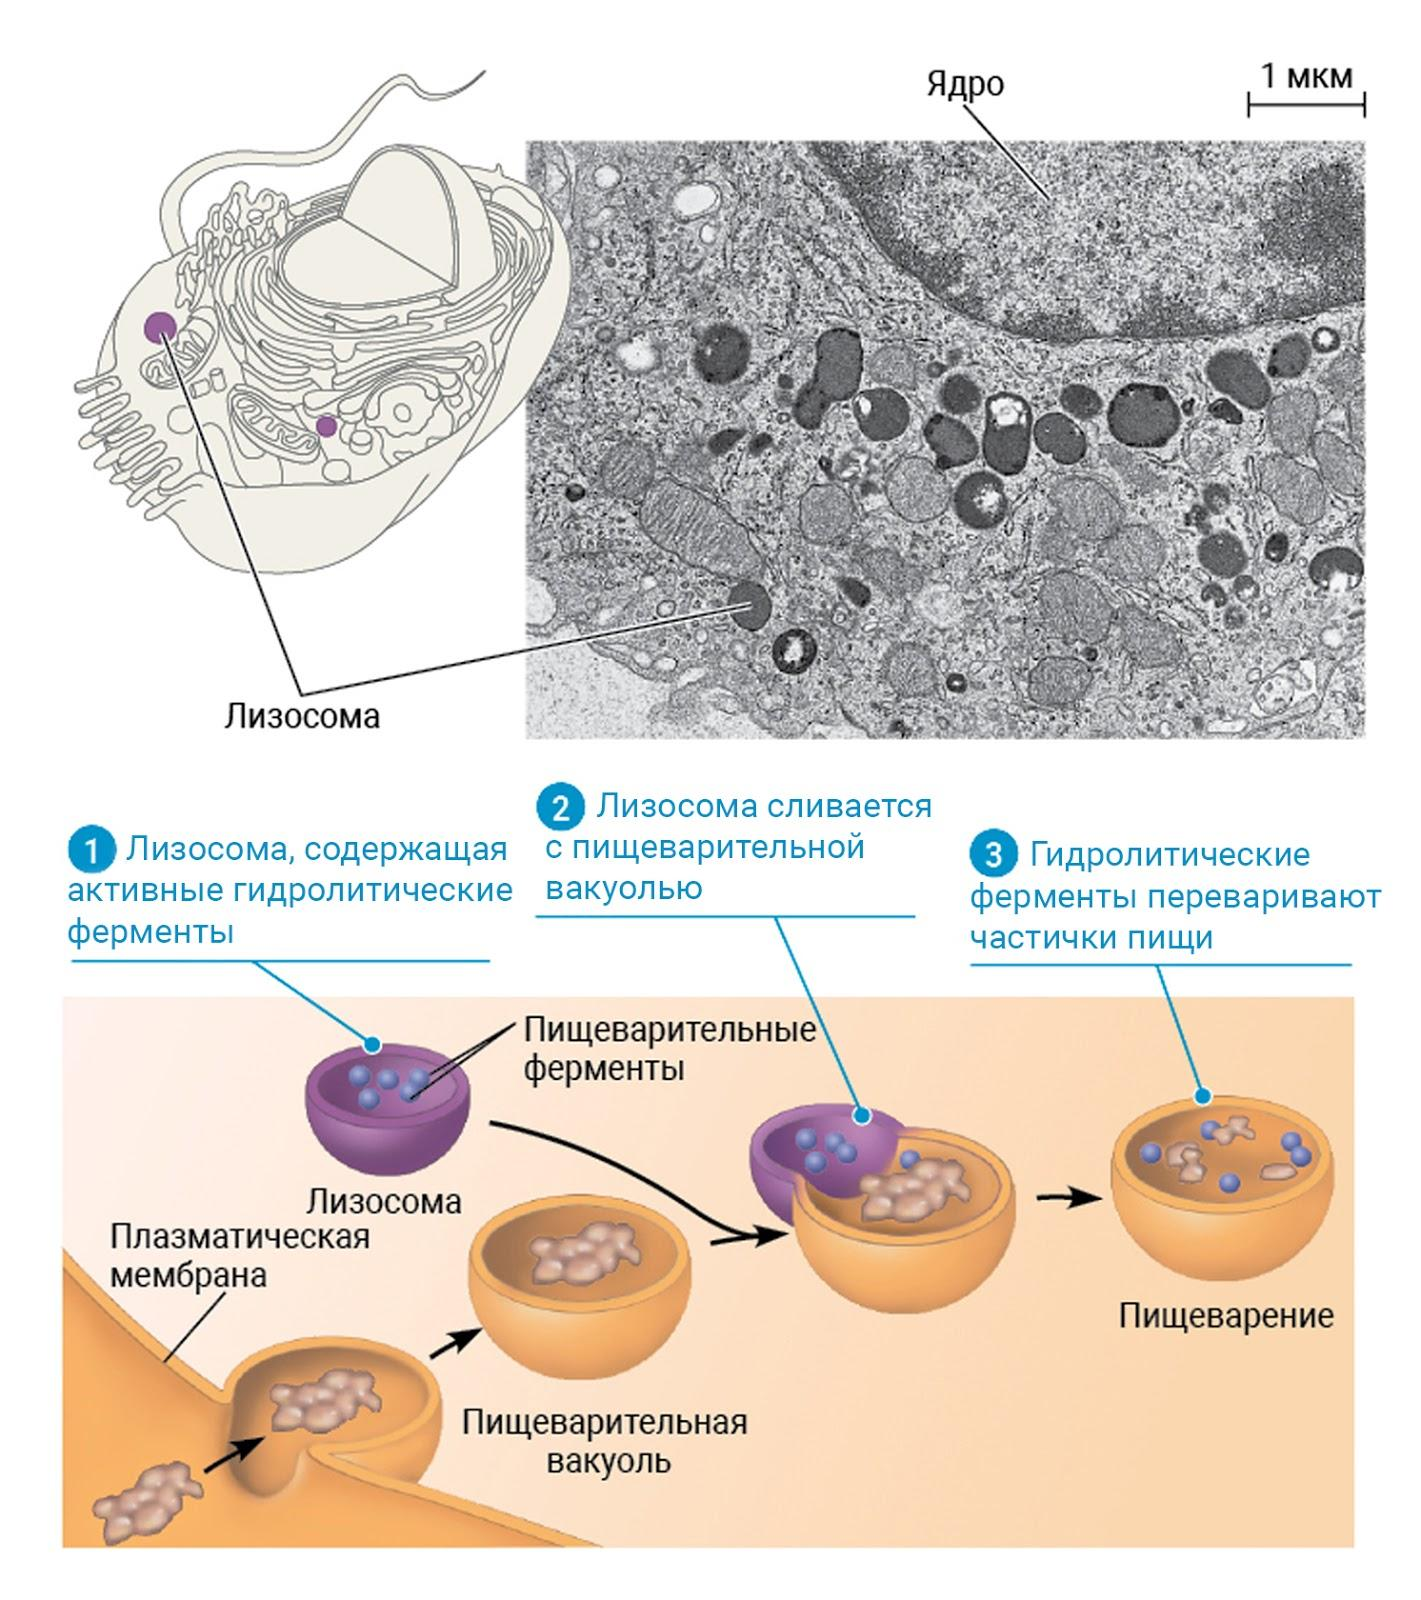 Ядро
1 мкм
Лизосома
1 Лизосома, содержащая
активные гидролитические
ферменты
2 Лизосома сливается
с пищеварительной
вакуолью
3 Гидролитические
ферменты переваривают
частички пищи
Пищеварительные
ферменты
Лизосома
Плазматическая
мембрана
Пищеварительная
вакуоль
Пищеварение